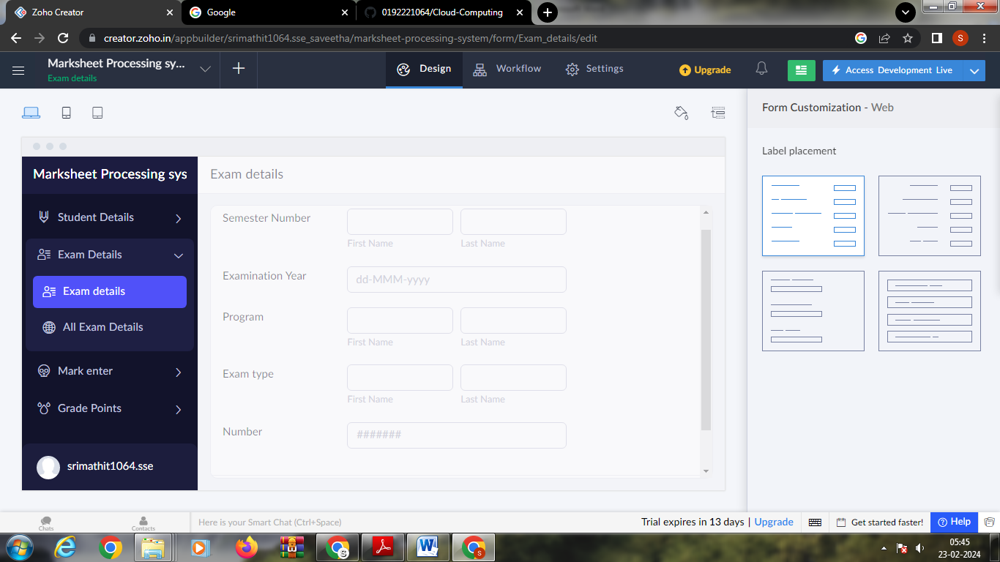 Zoho Creator
Google
0192221064/Cloud-Computing
creator.zoho.in/appbuilder/srimathit1064.sse_saveetha/marksheet-processing-system/form/Exam_details/edit
S
Marksheet Processing sy...
Exam details
Design
Workflow
Settings
Upgrade
Access Development Live
Form Customization - Web
Label placement
Marksheet Processing sys
Student Details
Exam Details
Exam details
All Exam Details
Mark enter
Grade Points
srimathit1064.sse
Exam details
Semester Number
First Name
Last Name
Examination Year
dd-MMM-yyyy
Program
First Name
Last Name
Exam type
First Name
Last Name
Number
#######
Chats
Contacts
Here is your Smart Chat (Ctrl+Space)
Trial expires in 13 days | Upgrade
Get started faster!
Help
05:45
23-02-2024